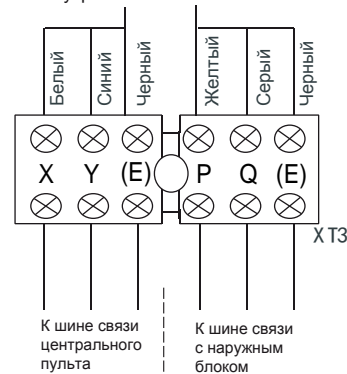 Белый Синий Черный Желтый Серый Черный
X Y (E) P Q (E)
XT3
К шине связи
центрального
пульта
К шине связи
с наружным
блоком